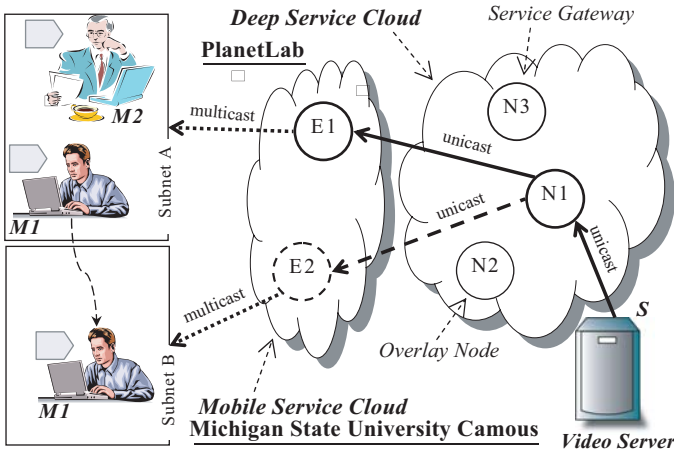 Deep Service Cloud
Service Gateway
PlanetLab
M2
multicast
E1
unicast
N3
Subnet A
M1
N1
unicast
unicast
E2
N2
multicast
S
M1
Subnet B
Overlay Node
Mobile Service Cloud
Michigan State University Camous
Video Server